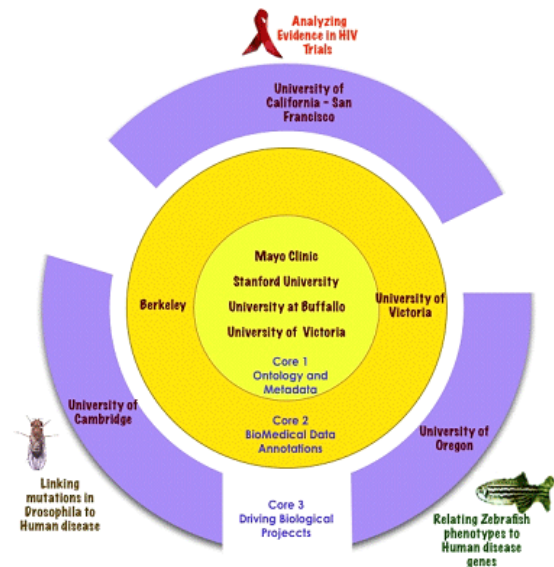 Analyzing
Evidence in HIV
Trials
University of
California - San
Francisco
Mayo Clinic
Stanford University
University at Buffallo
University of Victoria
Berkeley
University of
Victoria
Core 1
Ontology and
Metadata
Core 2
BioMedical Data
Annotations
University of
Cambridge
University of
Oregon
Core 3
Driving Biological
Projeccts
Linking
mutations in
Drosophila to
Human disease
Relating Zebrafish
phenotypes to
Human disease
genes